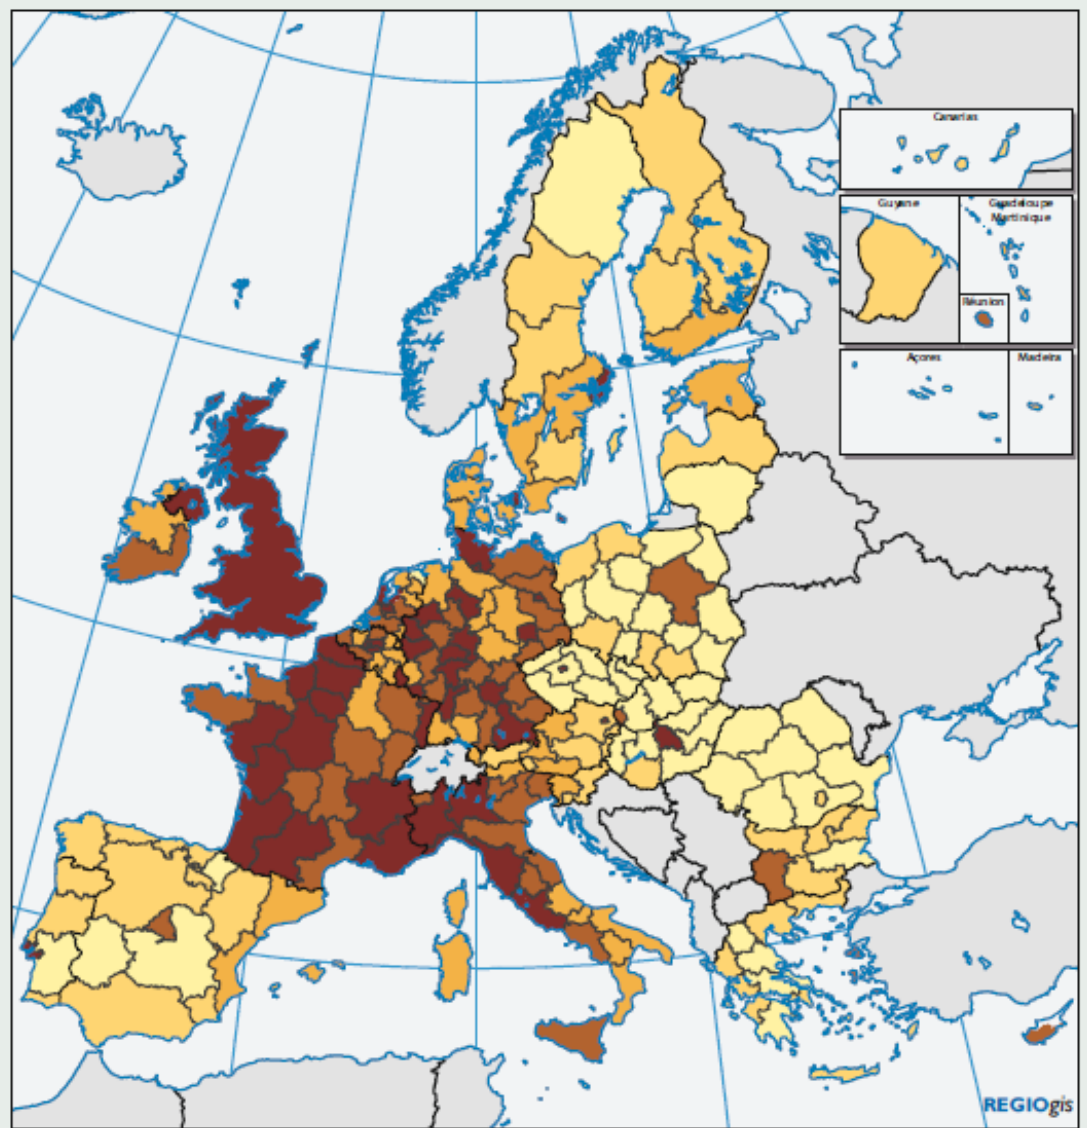 Canarias
Guyane
Guadeloupe
Martinique
Réunion
Açores
Madeira
REGIOgis